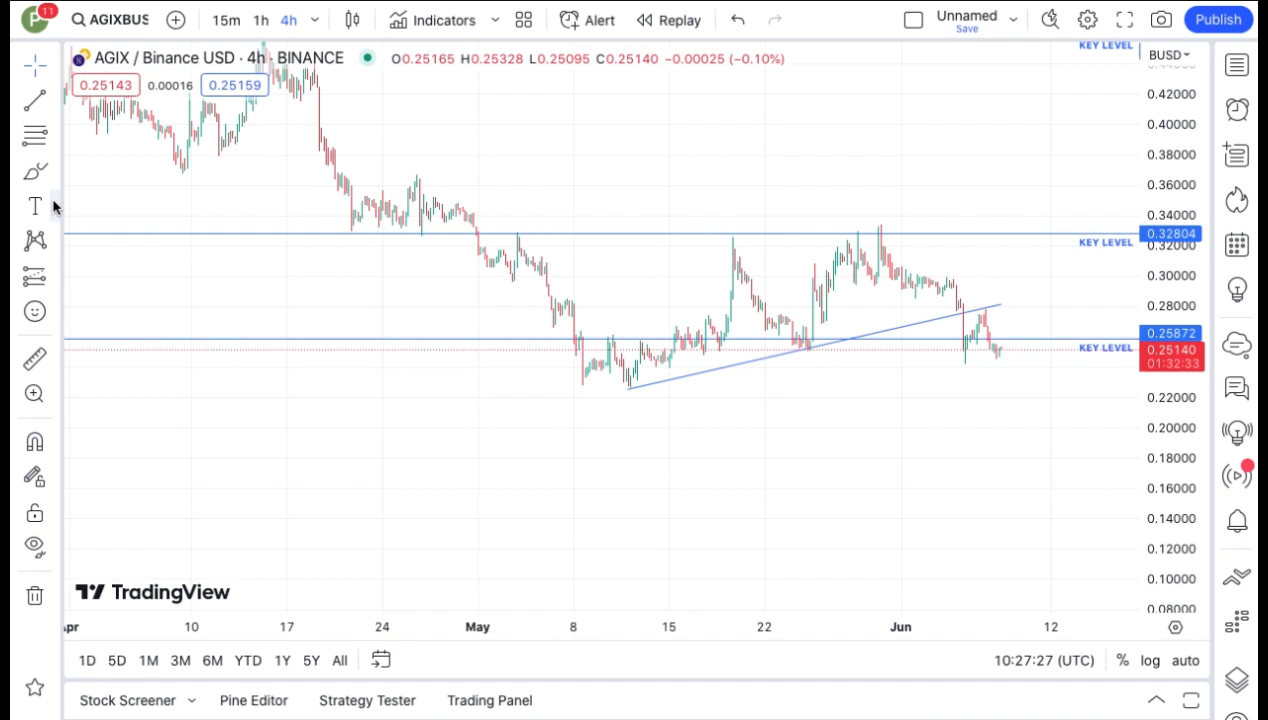 P 11 AGIXBUS 15m 1h 4h Indicators Alert Replay Unnamed Save Publish
AGIX / Binance USD · 4h · BINANCE O0.25165 H0.25328 L0.25095 C0.25140 −0.00025 (−0.10%)
0.25143 0.00016 0.25159
KEY LEVEL
BUSD
0.42000
0.40000
0.38000
0.36000
0.34000
0.32804
KEY LEVEL
0.32000
0.30000
0.28000
0.25872
KEY LEVEL
0.25140
01:32:33
0.22000
0.20000
0.18000
0.16000
0.14000
0.12000
0.10000
0.08000
TradingView
Apr 10 17 24 May 8 15 22 Jun 12
1D 5D 1M 3M 6M YTD 1Y 5Y All 10:27:27 (UTC) % log auto
Stock Screener Pine Editor Strategy Tester Trading Panel